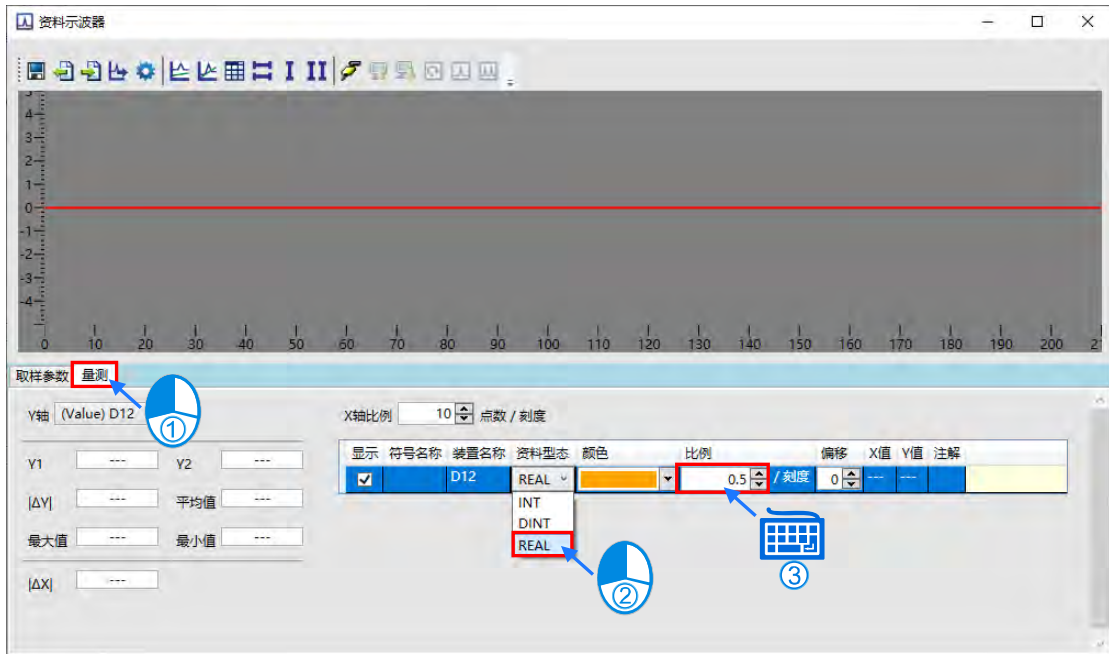 资料示波器
4
3
2
1
0
-1
-2
-3
-4
0 10 20 30 40 50 60 70 80 90 100 110 120 130 140 150 160 170 180 190 200
取样参数 量测
Y轴 (Value) D12 X轴比例 10 点数 / 刻度
①
显示 符号名称 装置名称 资料型态 颜色 比例 偏移 X值 Y值 注解
Y1 --- Y2 --- D12 REAL 0.5 / 刻度 0 --- ---
|ΔY| --- 平均值 --- INT
DINT
最大值 --- 最小值 --- REAL
|ΔX| ---
② ③